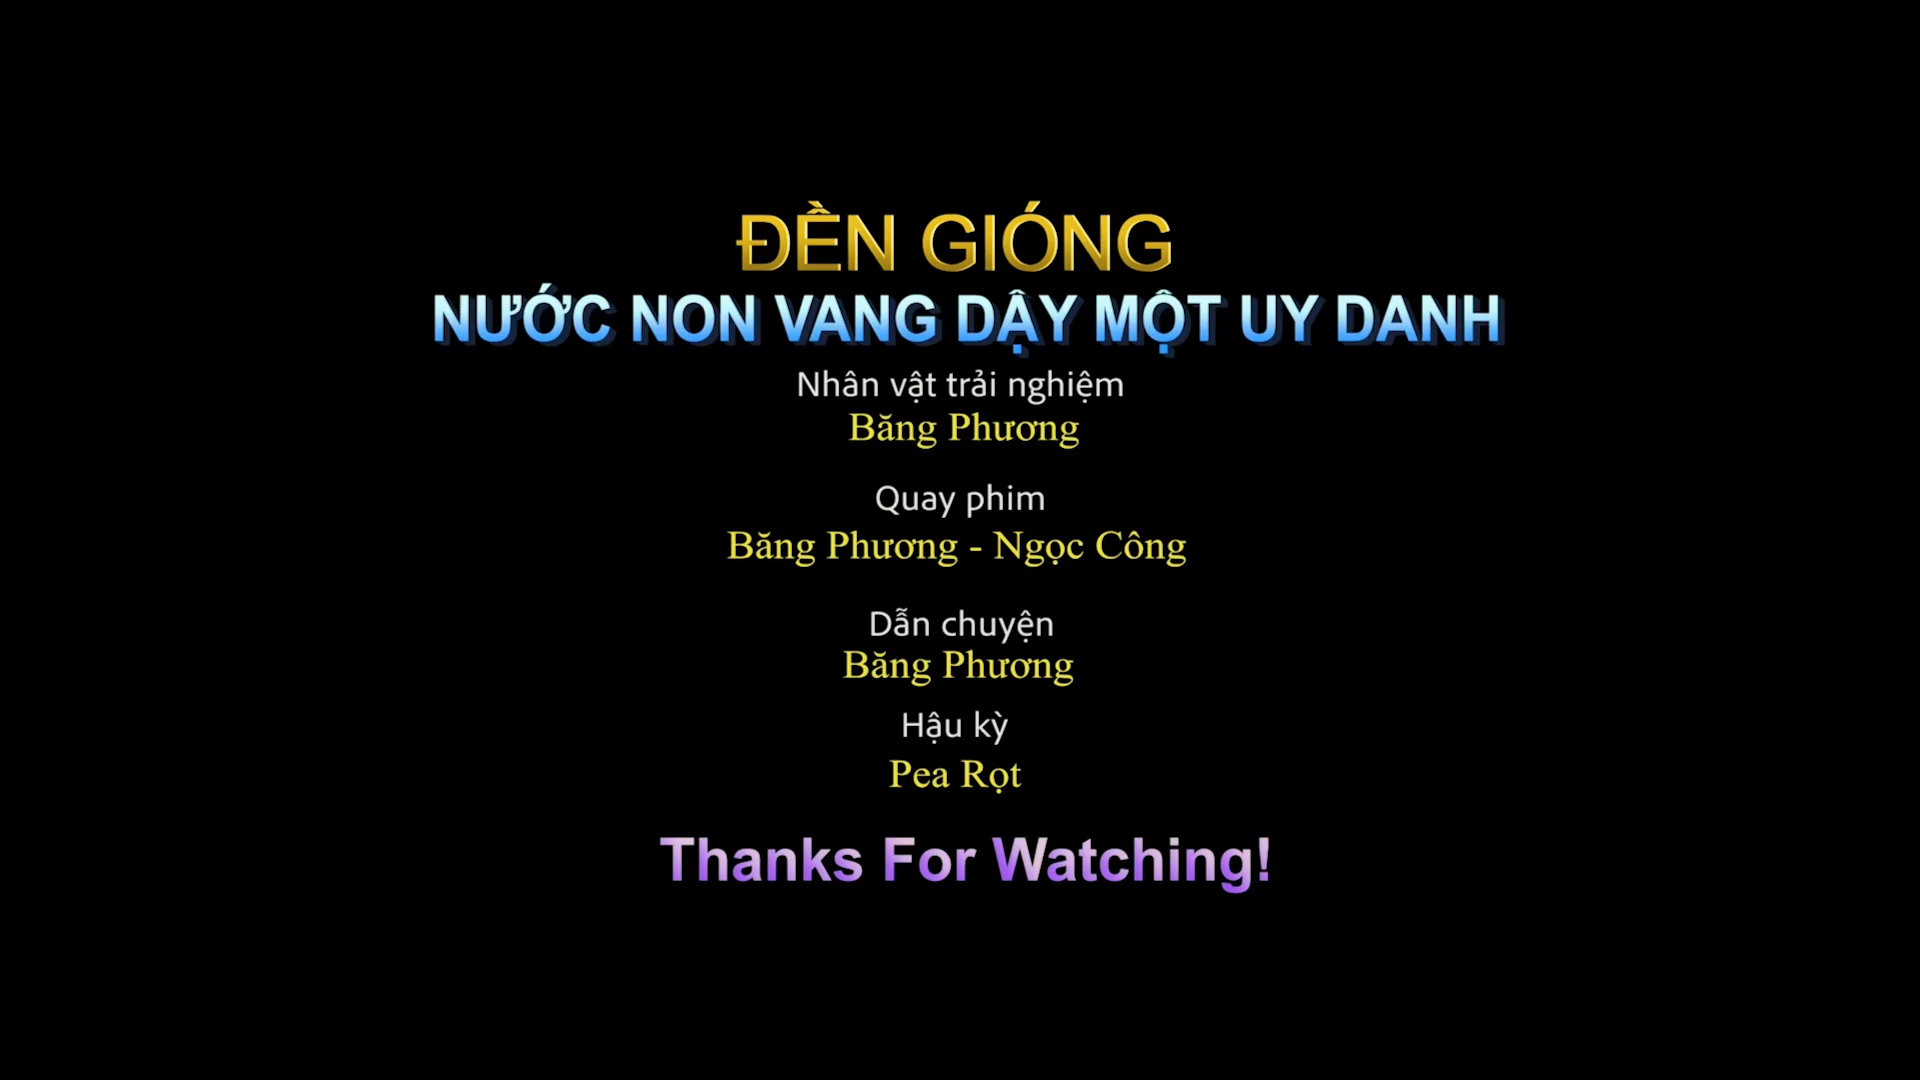 ĐỀN GIÓNG
NƯỚC NON VANG DẬY MỘT UY DANH
Nhân vật trải nghiệm
Băng Phương
Quay phim
Băng Phương - Ngọc Công
Dẫn chuyện
Băng Phương
Hậu kỳ
Pea Rọt
Thanks For Watching!